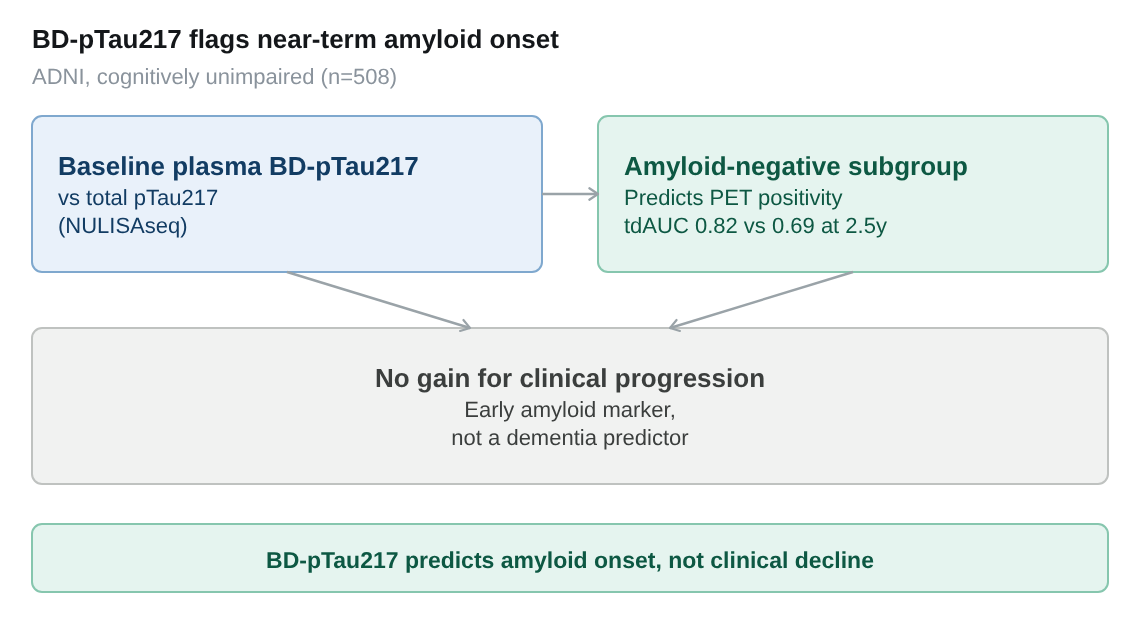 BD-pTau217 flags near-term amyloid onset
ADNI, cognitively unimpaired (n=508)
Baseline plasma BD-pTau217
vs total pTau217
(NULISAseq)
Amyloid-negative subgroup
Predicts PET positivity
tdAUC 0.82 vs 0.69 at 2.5y
No gain for clinical progression
Early amyloid marker,
not a dementia predictor
BD-pTau217 predicts amyloid onset, not clinical decline